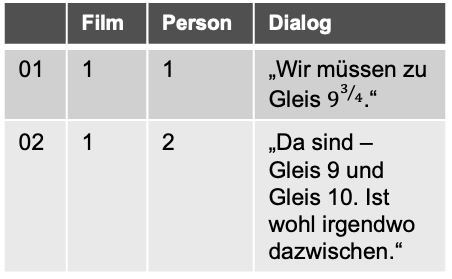 Film Person Dialog
01 1 1 „Wir müssen zu
Gleis 9³/⁴.“
02 1 2 „Da sind –
Gleis 9 und
Gleis 10. Ist
wohl irgendwo
dazwischen.“